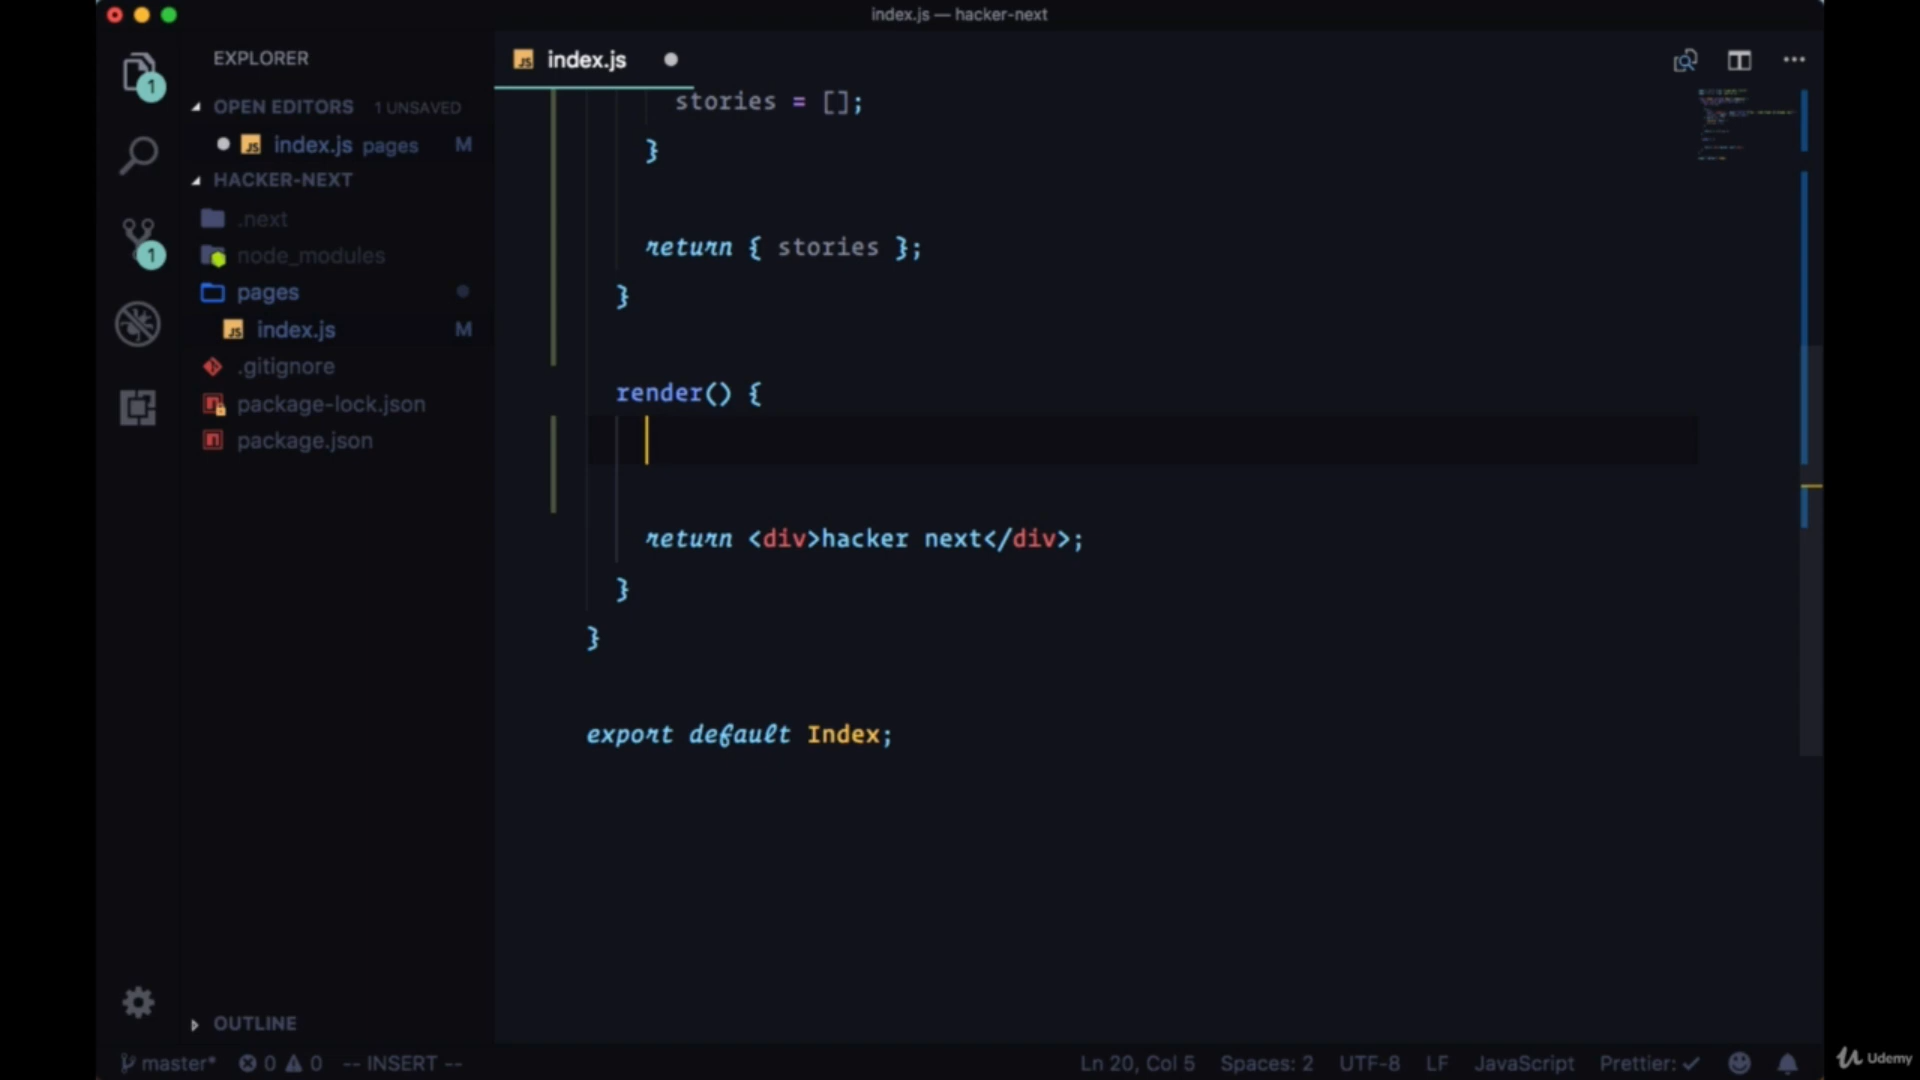 index.js — hacker-next
EXPLORER
OPEN EDITORS 1 UNSAVED
index.js pages M
HACKER-NEXT
.next
node_modules
pages
index.js M
.gitignore
package-lock.json
package.json
OUTLINE
1
1
index.js
stories = [];
}
return { stories };
}
render() {
return <div>hacker next</div>;
}
}
export default Index;
master* 0 0 -- INSERT --
Ln 20, Col 5 Spaces: 2 UTF-8 LF JavaScript Prettier: ✓
Udemy